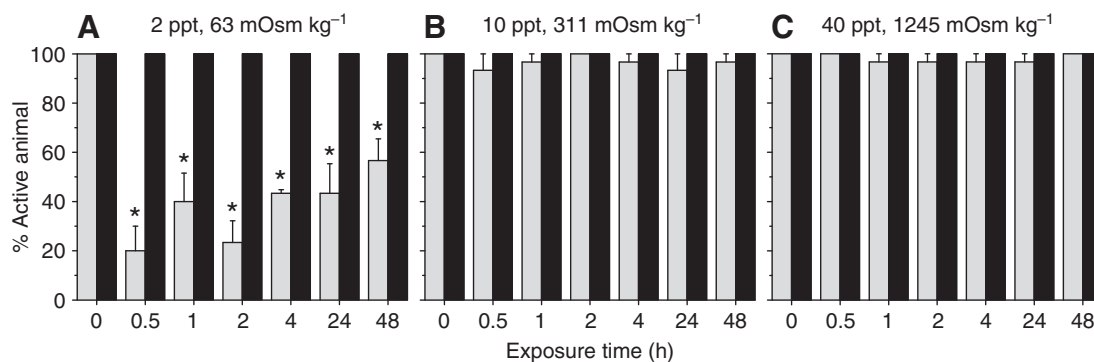 A 2 ppt, 63 mOsm kg⁻¹ B 10 ppt, 311 mOsm kg⁻¹ C 40 ppt, 1245 mOsm kg⁻¹
% Active animal
100
80
60
40
20
0
* * * * * *
0 0.5 1 2 4 24 48 0 0.5 1 2 4 24 48 0 0.5 1 2 4 24 48
Exposure time (h)